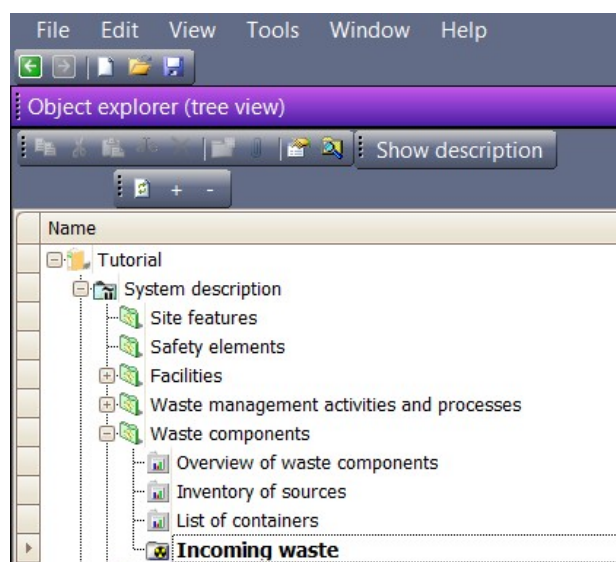 File Edit View Tools Window Help
Object explorer (tree view)
Show description
+ -
Name
Tutorial
System description
Site features
Safety elements
Facilities
Waste management activities and processes
Waste components
Overview of waste components
Inventory of sources
List of containers
Incoming waste